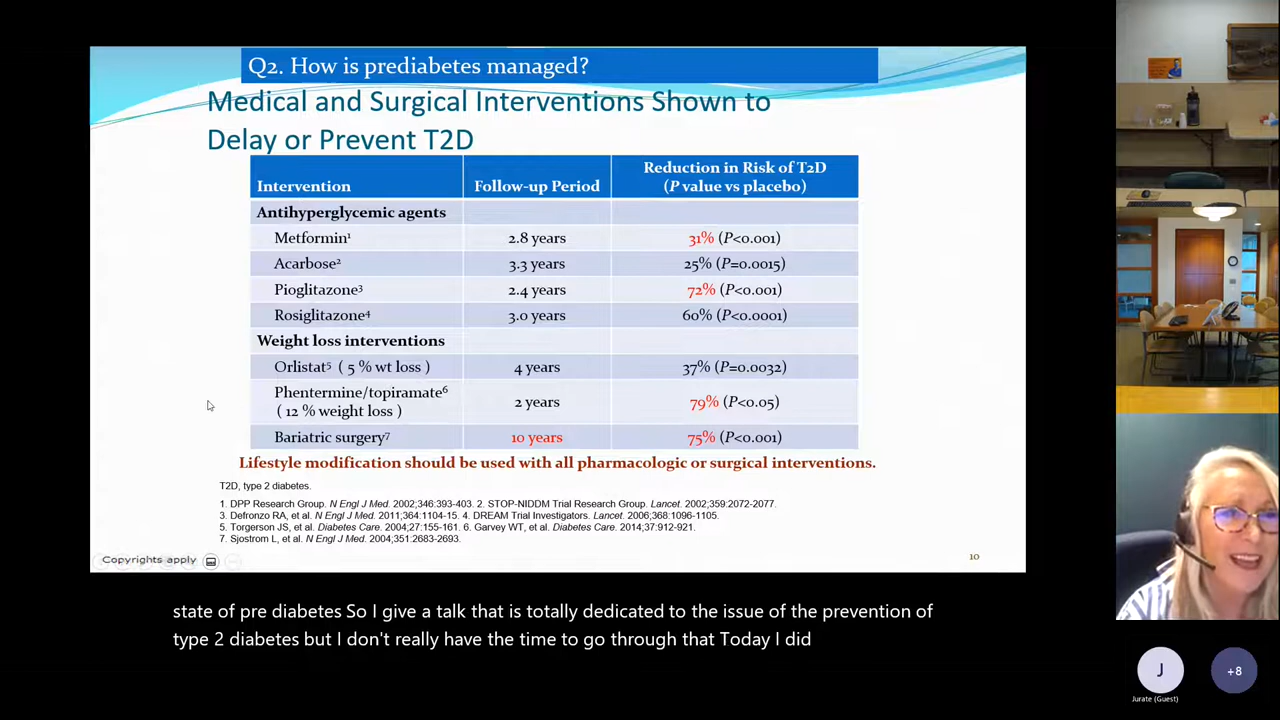 Q2. How is prediabetes managed?
Medical and Surgical Interventions Shown to
Delay or Prevent T2D
Intervention Follow-up Period Reduction in Risk of T2D (P value vs placebo)
Antihyperglycemic agents
Metformin¹ 2.8 years 31% (P<0.001)
Acarbose² 3.3 years 25% (P=0.0015)
Pioglitazone³ 2.4 years 72% (P<0.001)
Rosiglitazone⁴ 3.0 years 60% (P<0.0001)
Weight loss interventions
Orlistat⁵ ( 5 % wt loss ) 4 years 37% (P=0.0032)
Phentermine/topiramate⁶ ( 12 % weight loss ) 2 years 79% (P<0.05)
Bariatric surgery⁷ 10 years 75% (P<0.001)
Lifestyle modification should be used with all pharmacologic or surgical interventions.
T2D, type 2 diabetes.
1. DPP Research Group. N Engl J Med. 2002;346:393-403. 2. STOP-NIDDM Trial Research Group. Lancet. 2002;359:2072-2077.
3. Defronzo RA, et al. N Engl J Med. 2011;364:1104-15. 4. DREAM Trial Investigators. Lancet. 2006;368:1096-1105.
5. Torgerson JS, et al. Diabetes Care. 2004;27:155-161. 6. Garvey WT, et al. Diabetes Care. 2014;37:912-921.
7. Sjostrom L, et al. N Engl J Med. 2004;351:2683-2693.
Copyrights apply
10
state of pre diabetes So I give a talk that is totally dedicated to the issue of the prevention of
type 2 diabetes but I don't really have the time to go through that Today I did
J
+8
Jurate (Guest)